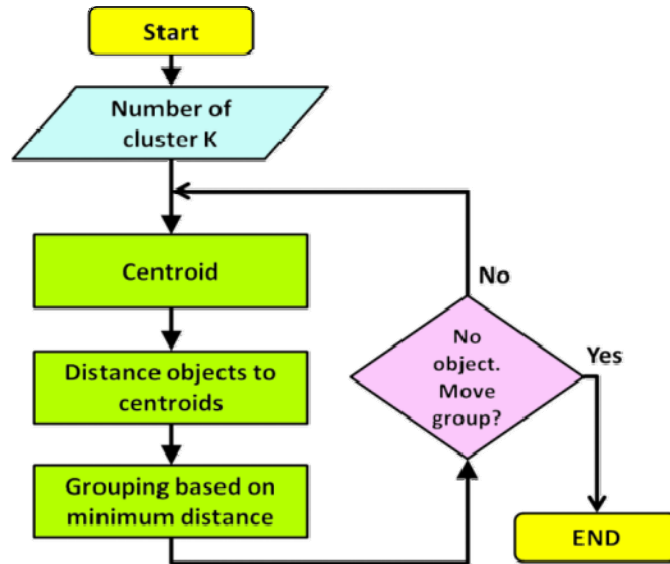 Start
Number of
cluster K
Centroid
Distance objects to
centroids
Grouping based on
minimum distance
No
object.
Move
group?
No
Yes
END